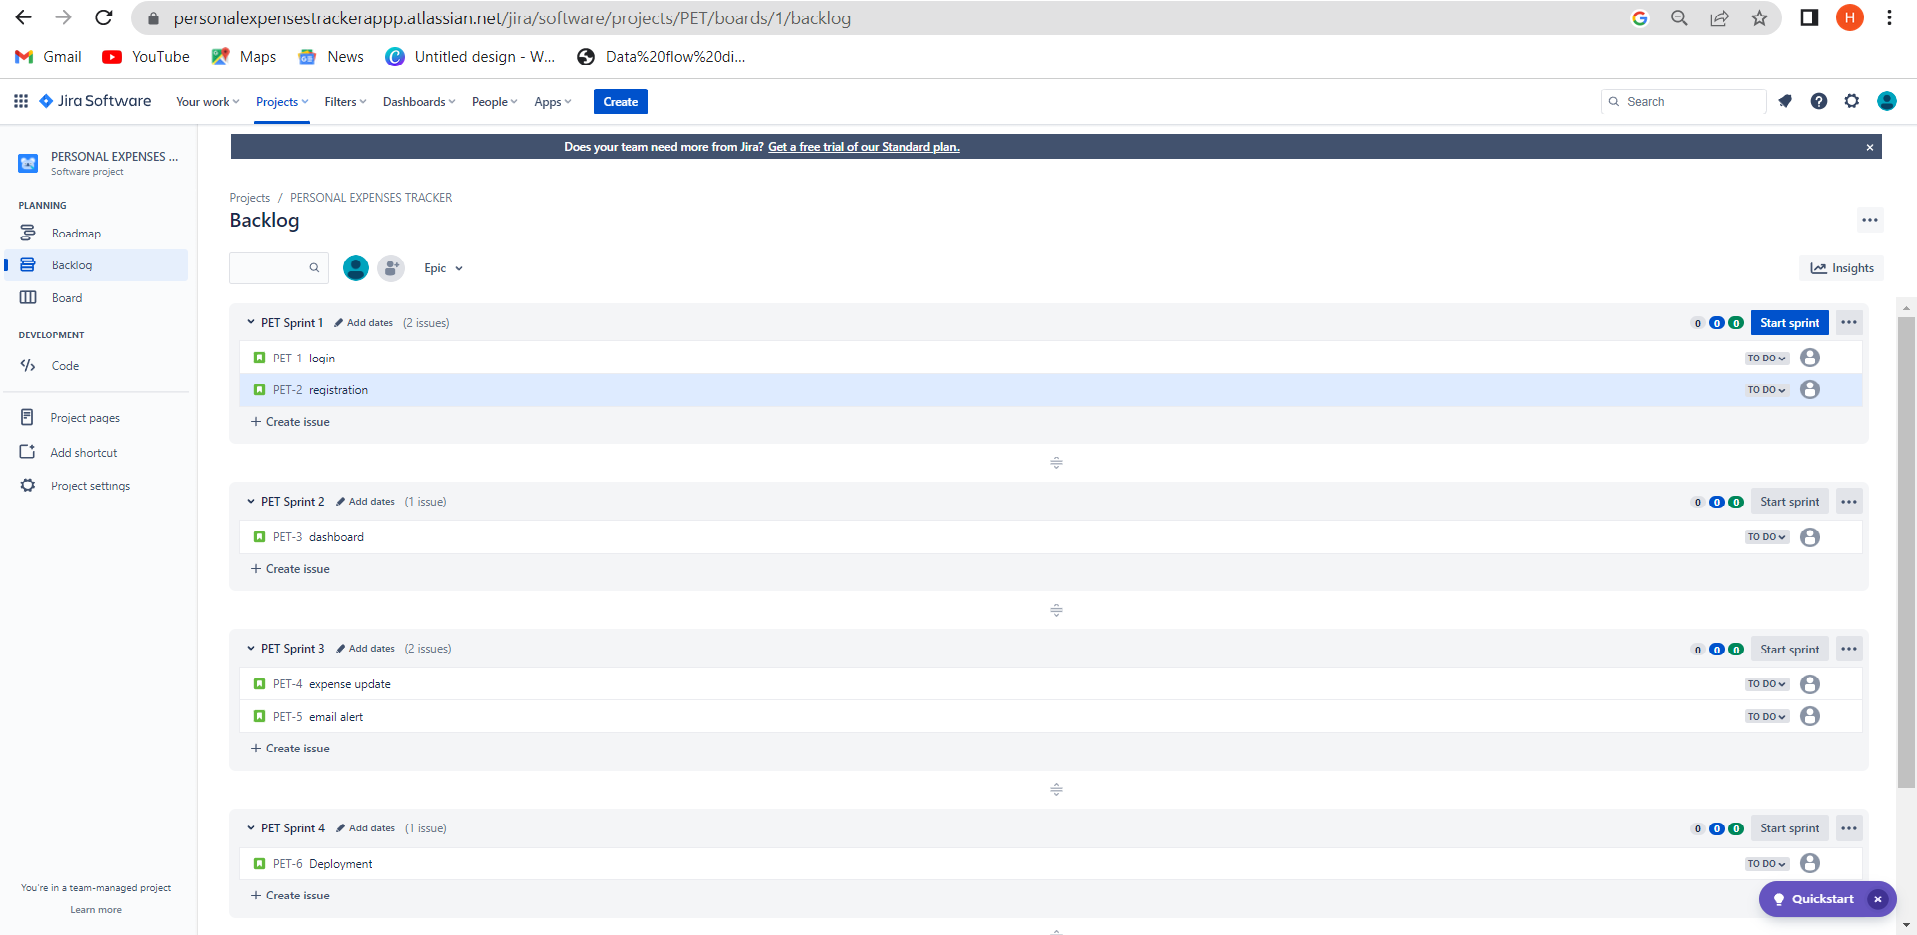 personalexpensestrackerappp.atlassian.net/jira/software/projects/PET/boards/1/backlog
H
Gmail YouTube Maps News Untitled design - W... Data%20flow%20di...
Jira Software Your work Projects Filters Dashboards People Apps Create Search
Does your team need more from Jira? Get a free trial of our Standard plan.
PERSONAL EXPENSES ...
Software project
PLANNING
Roadmap
Backlog
Board
DEVELOPMENT
Code
Project pages
Add shortcut
Project settings
You're in a team-managed project
Learn more
Projects / PERSONAL EXPENSES TRACKER
Backlog
Epic
Insights
PET Sprint 1 Add dates (2 issues) 0 0 0 Start sprint
PET-1 login TO DO
PET-2 registration TO DO
+ Create issue
PET Sprint 2 Add dates (1 issue) 0 0 0 Start sprint
PET-3 dashboard TO DO
+ Create issue
PET Sprint 3 Add dates (2 issues) 0 0 0 Start sprint
PET-4 expense update TO DO
PET-5 email alert TO DO
+ Create issue
PET Sprint 4 Add dates (1 issue) 0 0 0 Start sprint
PET-6 Deployment TO DO
+ Create issue
Quickstart